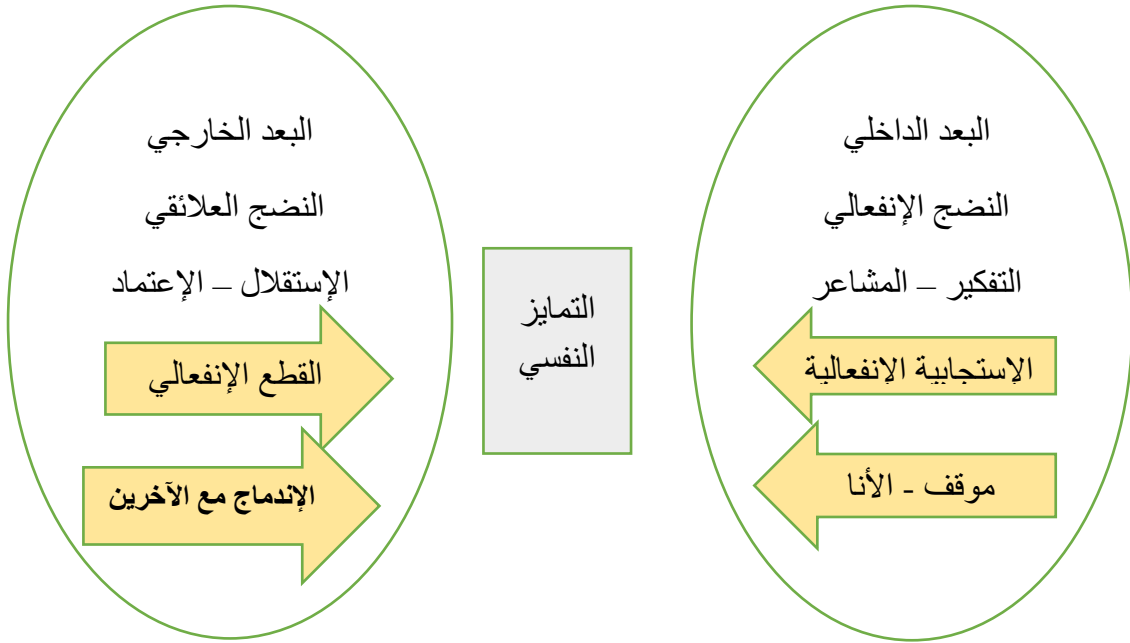 البعد الداخلي
النضج الإنفعالي
التفكير – المشاعر
الإستجابية الإنفعالية
موقف - الأنا
التمايز
النفسي
البعد الخارجي
النضج العلائقي
الإستقلال – الإعتماد
القطع الإنفعالي
الإندماج مع الآخرين